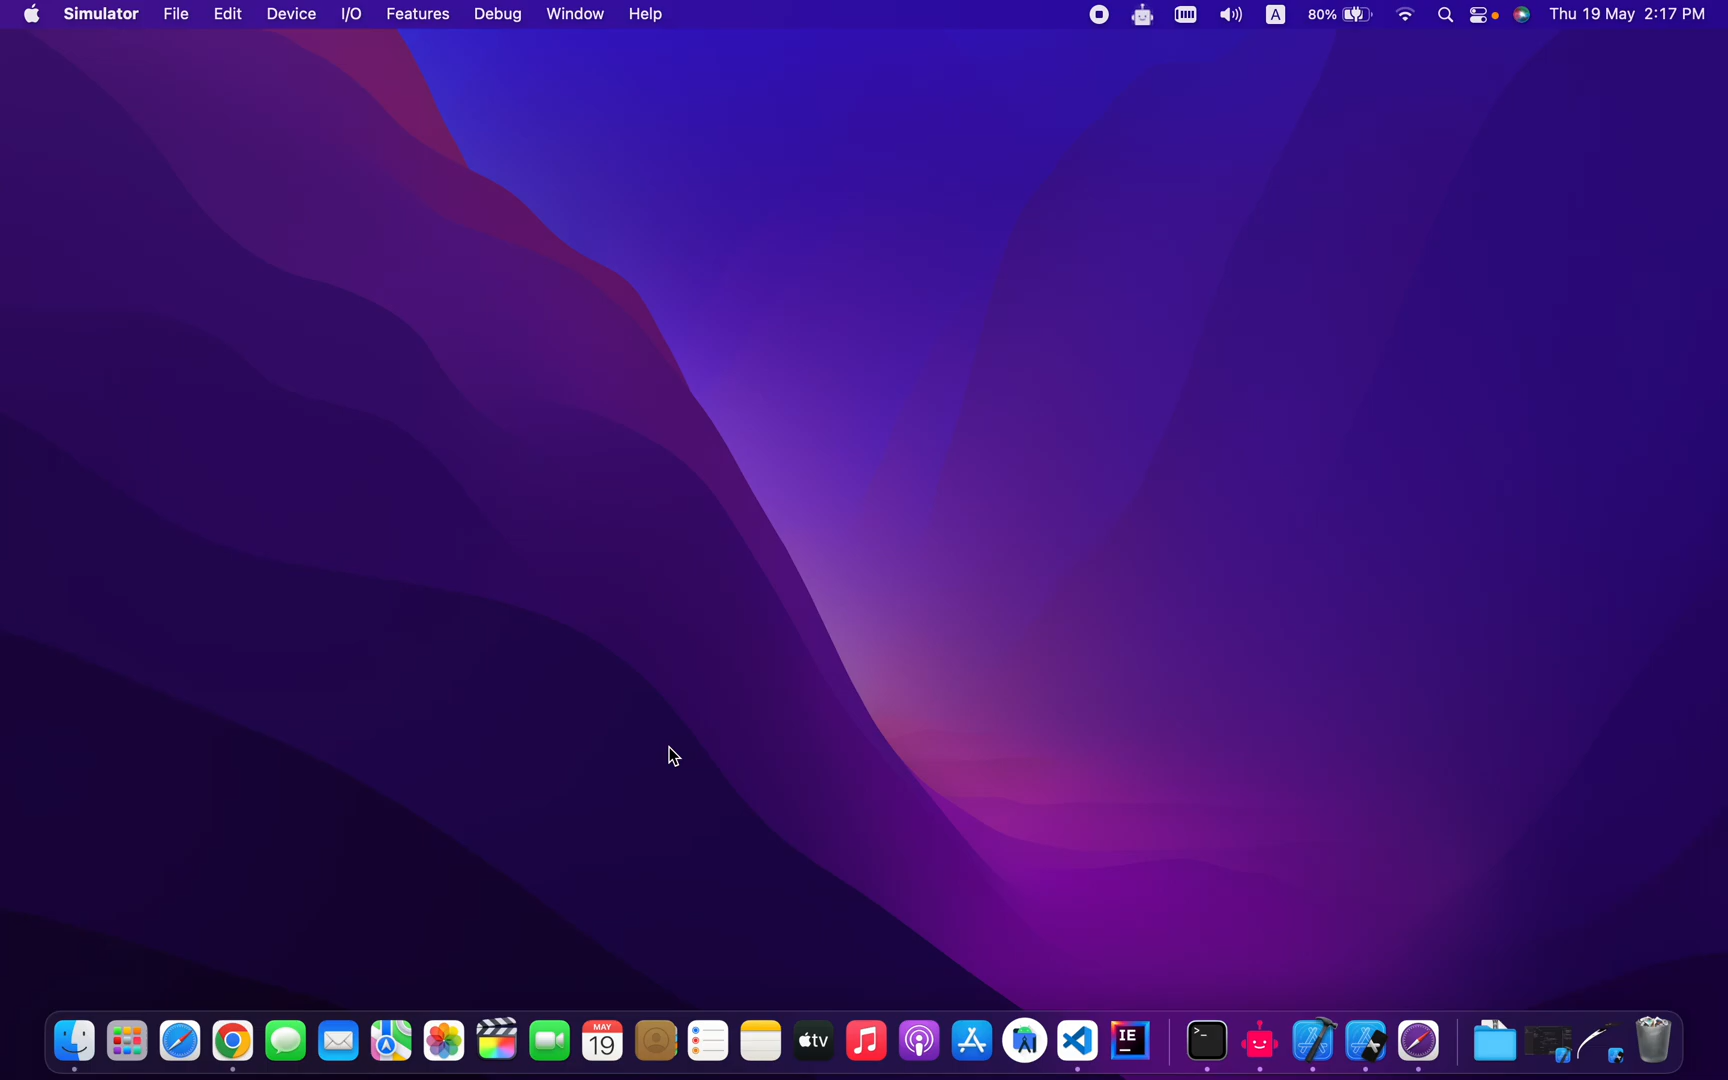 Simulator File Edit Device I/O Features Debug Window Help A 80% Thu 19 May 2:17 PM
MAY
19
tv
IE
>_